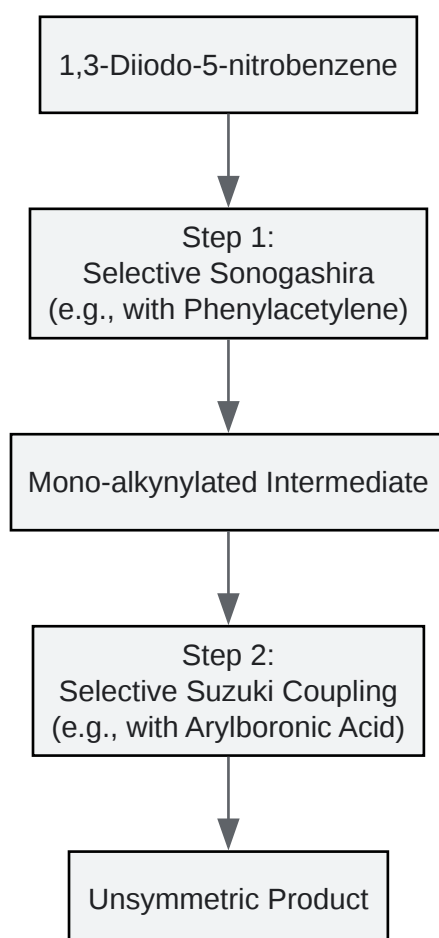 1,3-Diiodo-5-nitrobenzene
Step 1:
Selective Sonogashira
(e.g., with Phenylacetylene)
Mono-alkynylated Intermediate
Step 2:
Selective Suzuki Coupling
(e.g., with Arylboronic Acid)
Unsymmetric Product